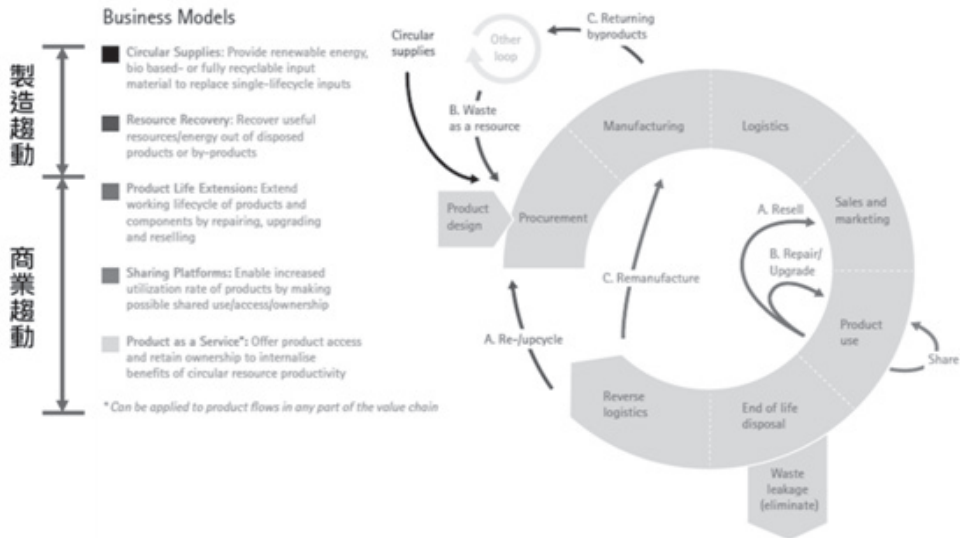 Business Models
製造趨動
Circular Supplies: Provide renewable energy,
bio based- or fully recyclable input
material to replace single-lifecycle inputs
Resource Recovery: Recover useful
resources/energy out of disposed
products or by-products
商業趨動
Product Life Extension: Extend
working lifecycle of products and
components by repairing, upgrading
and reselling
Sharing Platforms: Enable increased
utilization rate of products by making
possible shared use/access/ownership
Product as a Service*: Offer product access
and retain ownership to internalise
benefits of circular resource productivity
* Can be applied to product flows in any part of the value chain
Circular
supplies
Other
loop
C. Returning
byproducts
B. Waste
as a resource
Manufacturing
Logistics
Product
design
Procurement
Sales and
marketing
A. Resell
B. Repair/
Upgrade
C. Remanufacture
Product
use
A. Re-/upcycle
Share
Reverse
logistics
End of life
disposal
Waste
leakage
(eliminate)